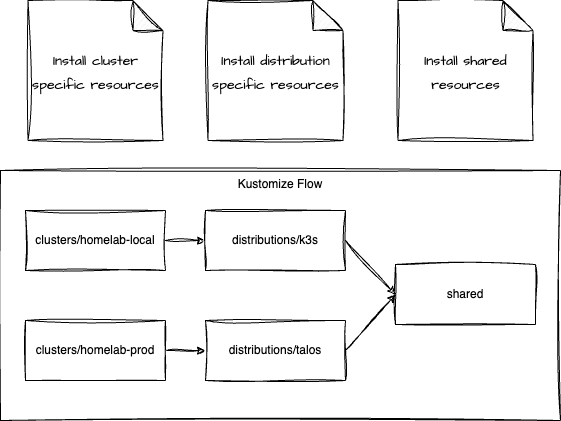 Install cluster
specific resources
Install distribution
specific resources
Install shared
resources
Kustomize Flow
clusters/homelab-local
distributions/k3s
shared
clusters/homelab-prod
distributions/talos